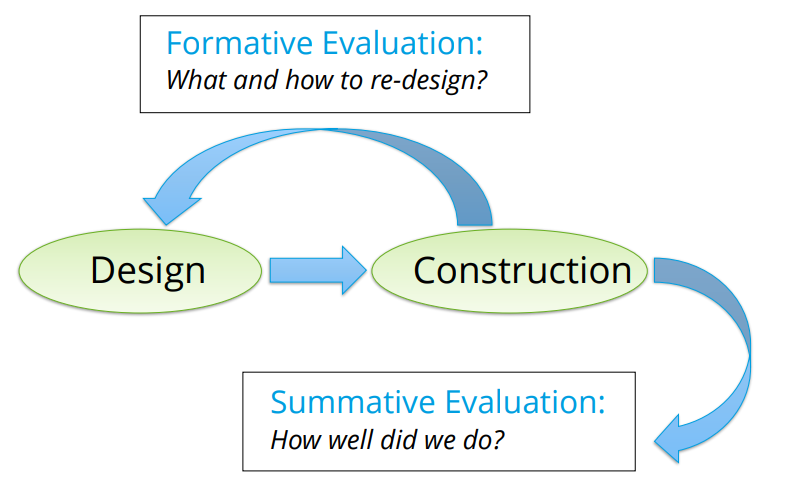 Formative Evaluation:
What and how to re-design?
Design
Construction
Summative Evaluation:
How well did we do?